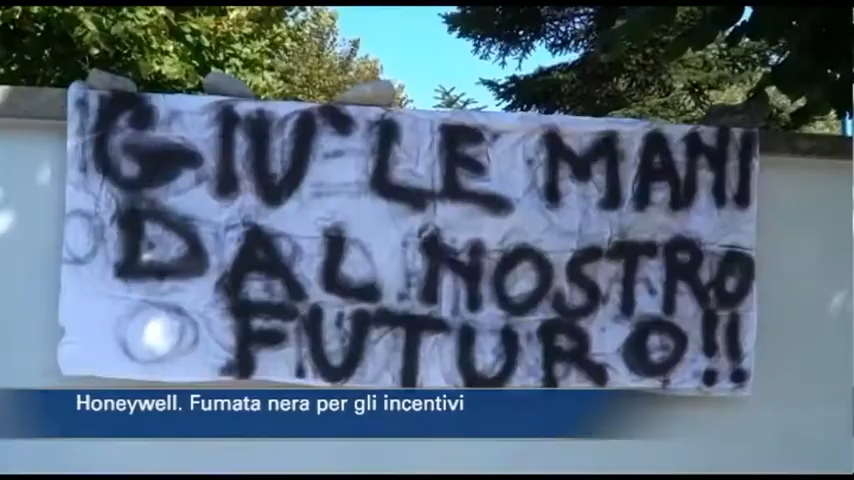 GIU' LE MANI
DAL NOSTRO
FUTURO!!
Honeywell. Fumata nera per gli incentivi